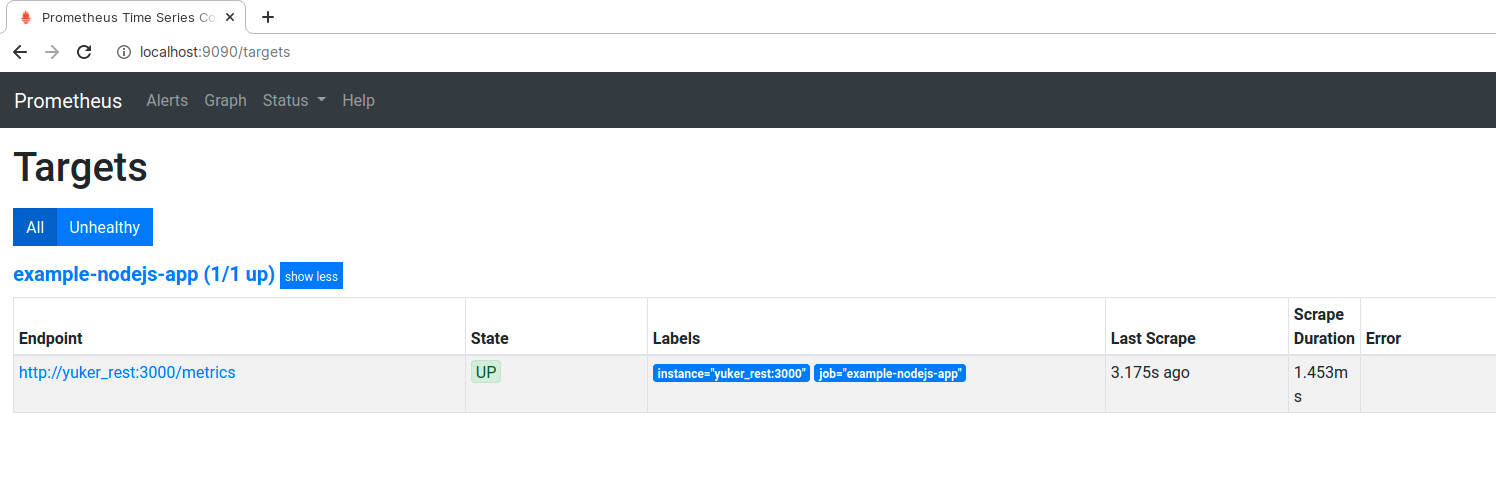 Prometheus Time Series Co
localhost:9090/targets
Prometheus Alerts Graph Status Help
Targets
All Unhealthy
example-nodejs-app (1/1 up) show less
Endpoint State Labels Last Scrape Scrape Duration Error
http://yuker_rest:3000/metrics UP instance="yuker_rest:3000" job="example-nodejs-app" 3.175s ago 1.453ms